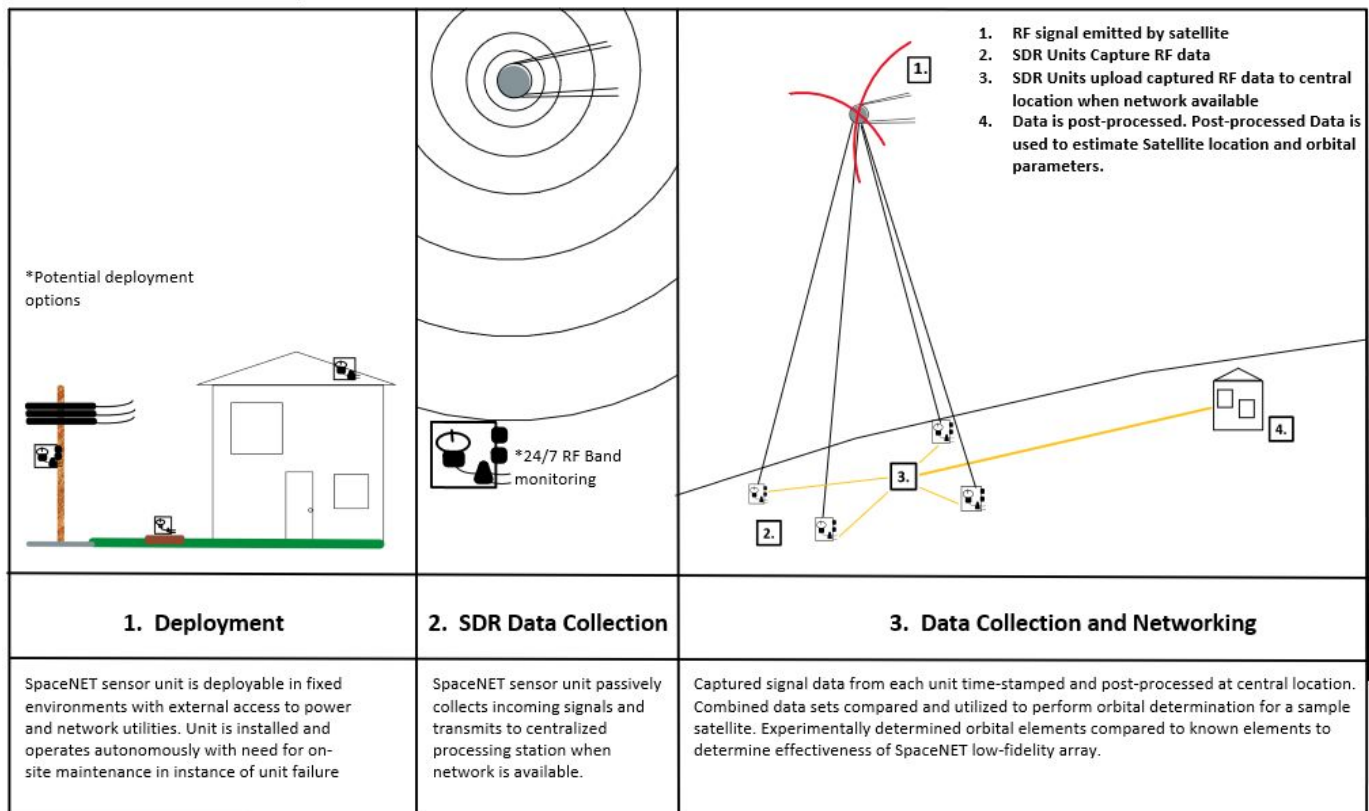 *Potential deployment
options
*24/7 RF Band
monitoring
1.
1. RF signal emitted by satellite
2. SDR Units Capture RF data
3. SDR Units upload captured RF data to central
location when network available
4. Data is post-processed. Post-processed Data is
used to estimate Satellite location and orbital
parameters.
4.
3.
2.
1. Deployment
2. SDR Data Collection
3. Data Collection and Networking
SpaceNET sensor unit is deployable in fixed
environments with external access to power
and network utilities. Unit is installed and
operates autonomously with need for on-
site maintenance in instance of unit failure
SpaceNET sensor unit passively
collects incoming signals and
transmits to centralized
processing station when
network is available.
Captured signal data from each unit time-stamped and post-processed at central location.
Combined data sets compared and utilized to perform orbital determination for a sample
satellite. Experimentally determined orbital elements compared to known elements to
determine effectiveness of SpaceNET low-fidelity array.